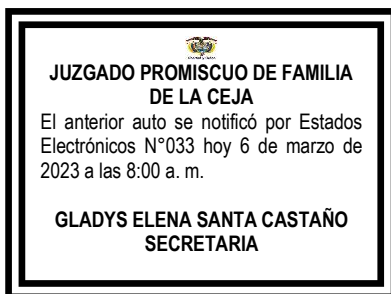 JUZGADO PROMISCUO DE FAMILIA
DE LA CEJA
El anterior auto se notificó por Estados
Electrónicos N°033 hoy 6 de marzo de
2023 a las 8:00 a. m.
GLADYS ELENA SANTA CASTAÑO
SECRETARIA